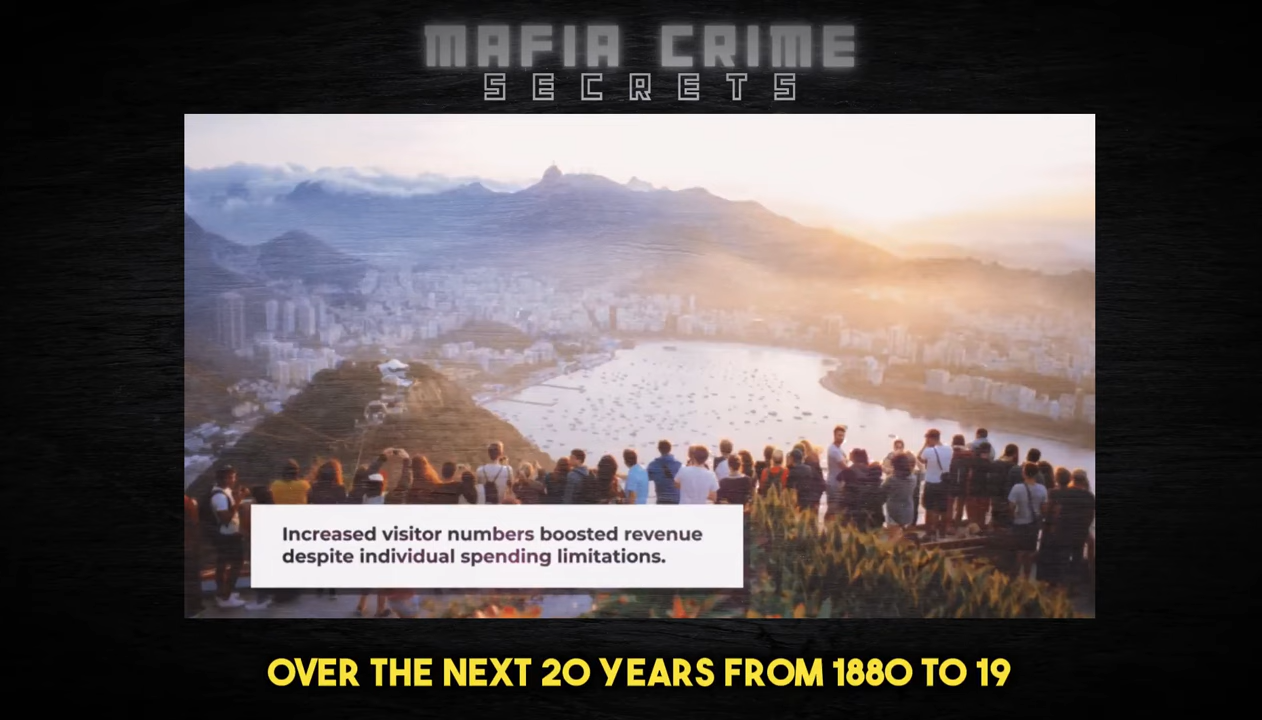 MAFIA CRIME
SECRETS
Increased visitor numbers boosted revenue
despite individual spending limitations.
OVER THE NEXT 20 YEARS FROM 1880 TO 19